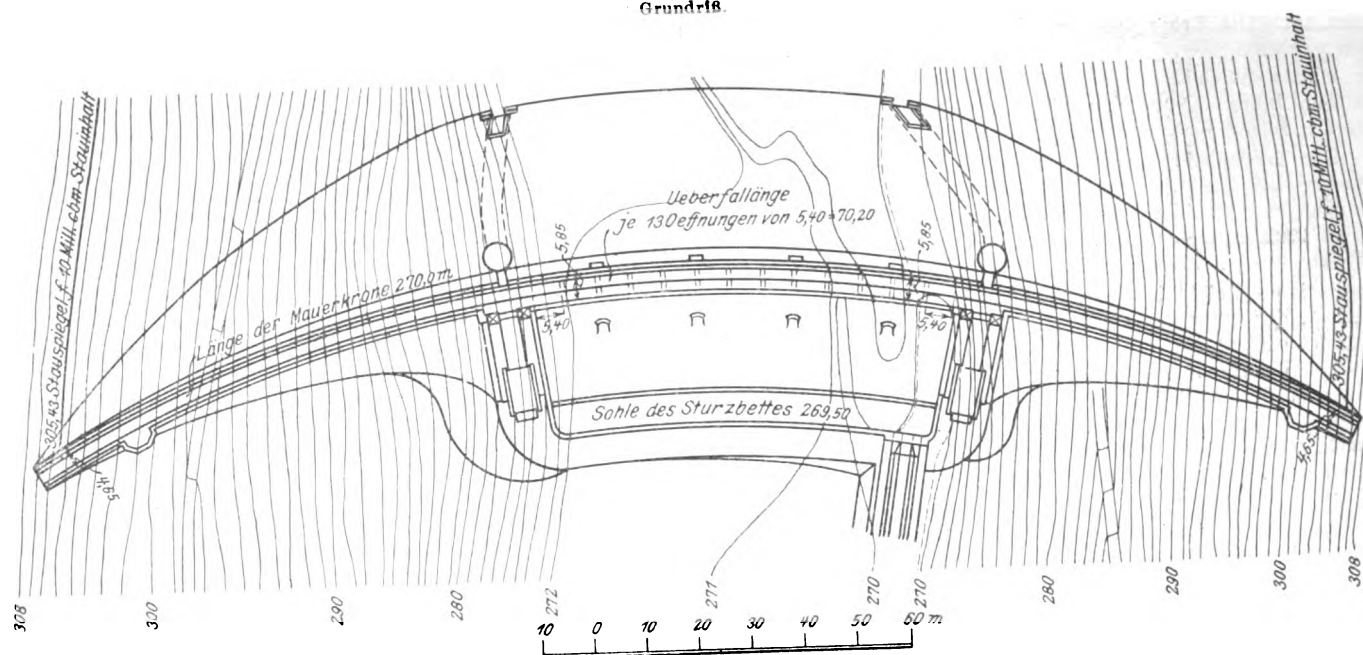 Grundriß.
305,43 Stauspiegel f. 10 Mill. cbm Stauinhalt
305,43 Stauspiegel f. 10 Mill. cbm Stauinhalt
Ueberfallänge
je 13 Oeffnungen von 5,40=70,20
5,85
5,85
Länge der Mauerkrone 270,0m
5,40
5,40
Sohle des Sturzbettes 269,50
4,65
4,65
308
300
290
280
272
271
270
270
280
290
300
308
10 0 10 20 30 40 50 60 m